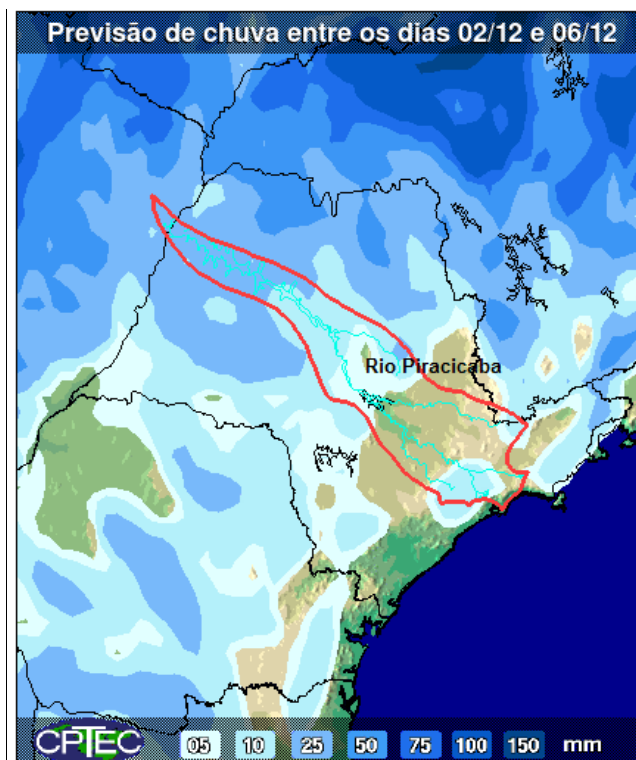 Previsão de chuva entre os dias 02/12 e 06/12
Rio Piracicaba
CPTEC 05 10 25 50 75 100 150 mm